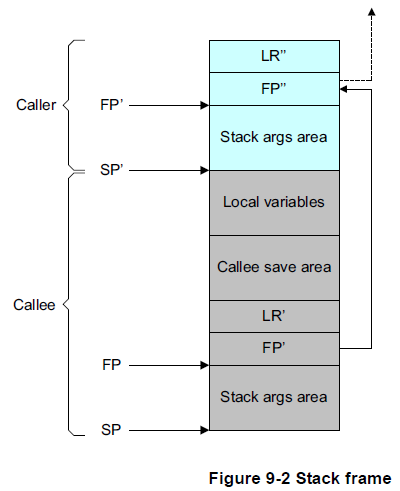 LR’’
FP’’
Caller
FP’
Stack args area
SP’
Local variables
Callee save area
Callee
LR’
FP’
FP
Stack args area
SP
Figure 9-2 Stack frame